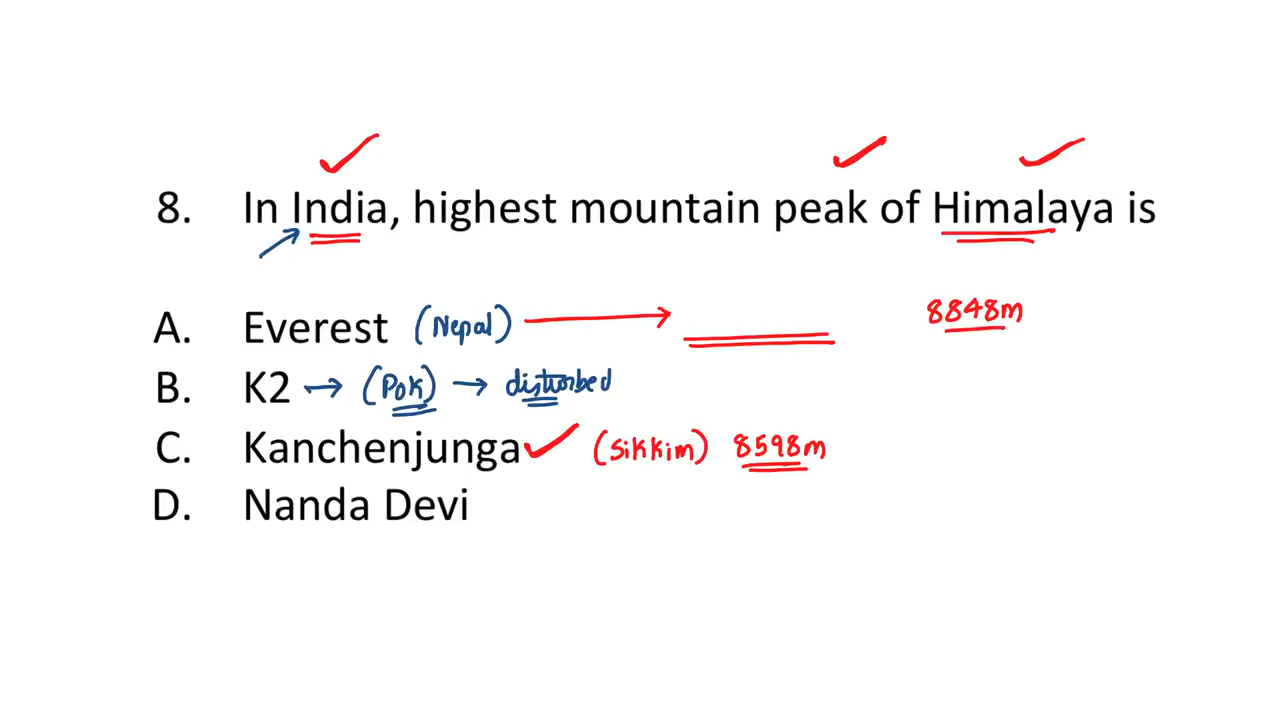 8. In India, highest mountain peak of Himalaya is
A. Everest (Nepal) → 8848m
B. K2 → (POK) → disturbed
C. Kanchenjunga ✓ (Sikkim) 8598m
D. Nanda Devi